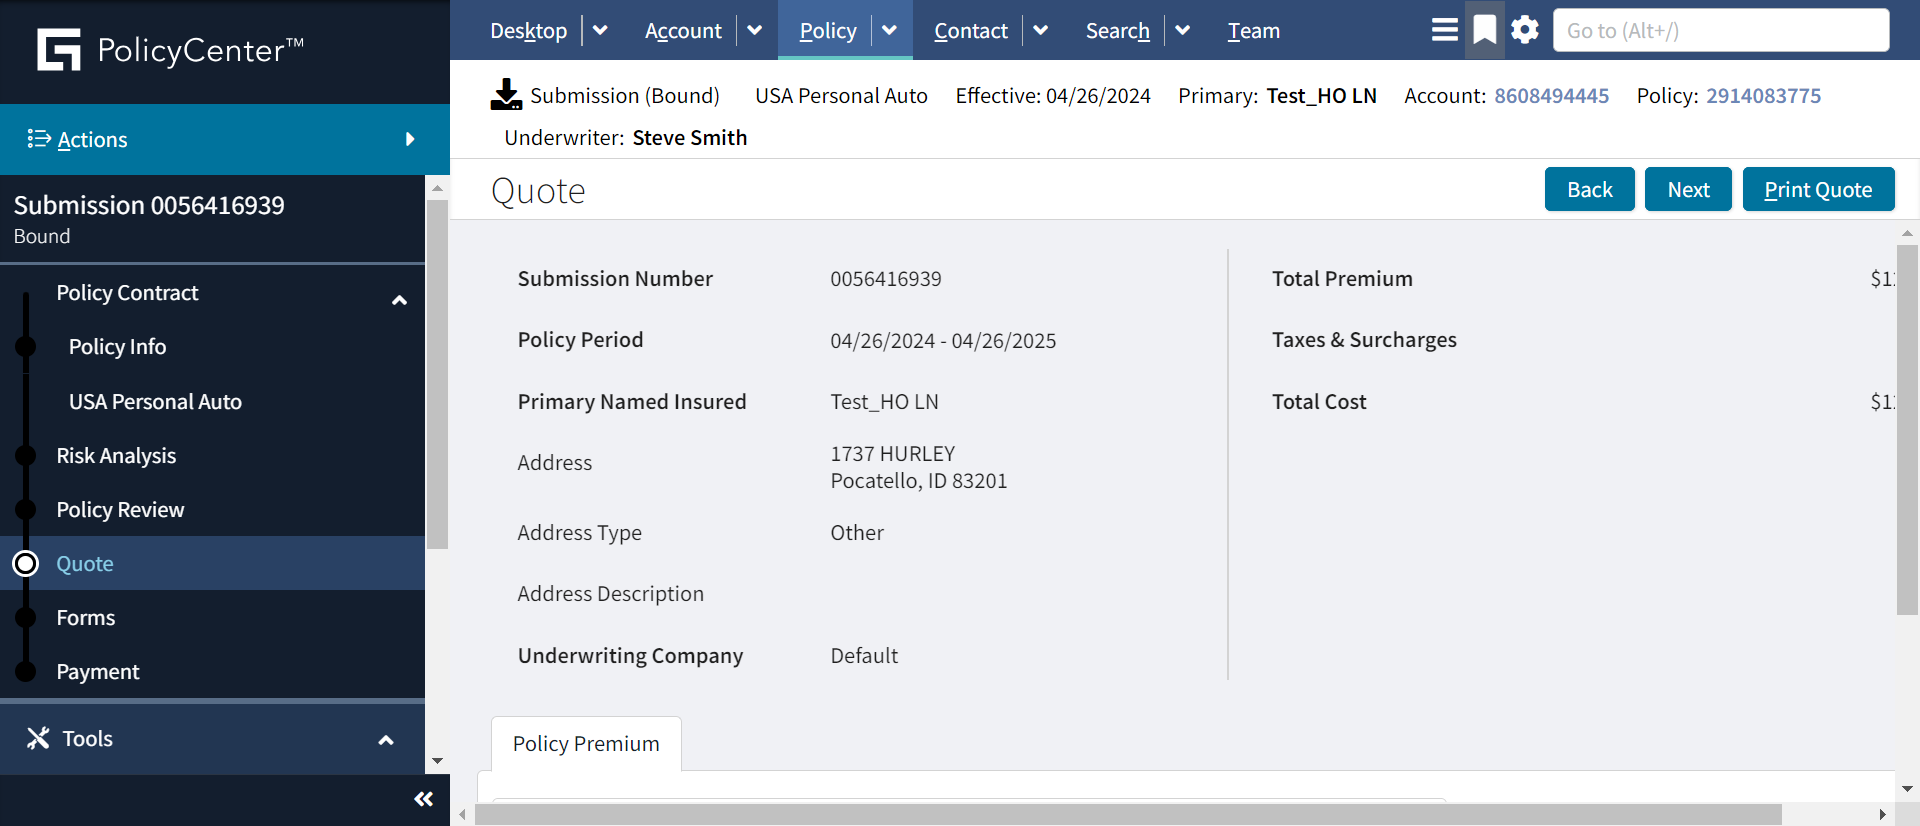 PolicyCenter™
Desktop
Account
Policy
Contact
Search
Team
Go to (Alt+/)
Submission (Bound) USA Personal Auto Effective: 04/26/2024 Primary: Test_HO LN Account: 8608494445 Policy: 2914083775
Underwriter: Steve Smith
Actions
Submission 0056416939
Bound
Policy Contract
Policy Info
USA Personal Auto
Risk Analysis
Policy Review
Quote
Forms
Payment
Tools
Quote
Back
Next
Print Quote
Submission Number 0056416939
Policy Period 04/26/2024 - 04/26/2025
Primary Named Insured Test_HO LN
Address 1737 HURLEY
Pocatello, ID 83201
Address Type Other
Address Description
Underwriting Company Default
Total Premium
Taxes & Surcharges
Total Cost
Policy Premium